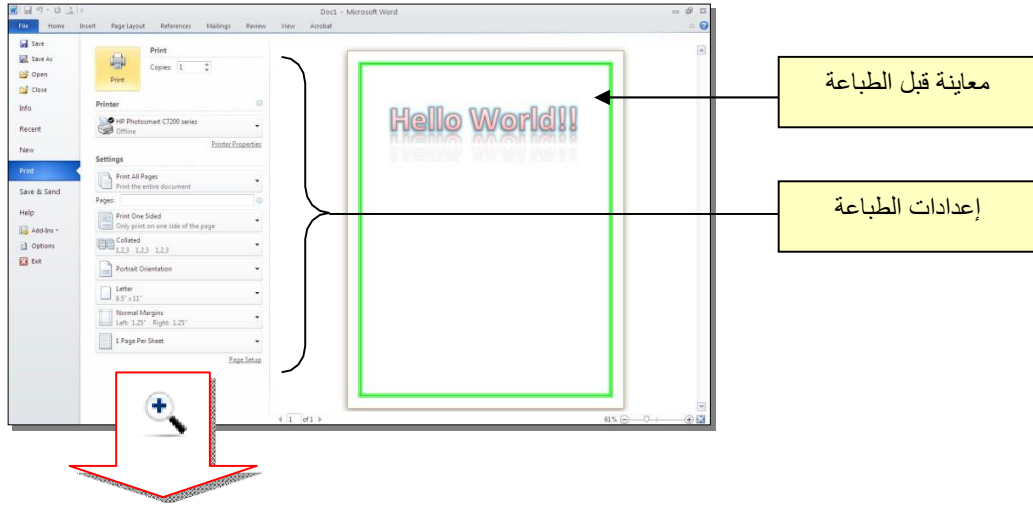 Doc1 - Microsoft Word
File Home Insert Page Layout References Mailings Review View Acrobat
Save
Save As
Open
Close
Info
Recent
New
Print
Save & Send
Help
Add-Ins
Options
Exit
Print
Print
Copies: 1
Printer
HP Photosmart C7200 series
Offline
Printer Properties
Settings
Print All Pages
Print the entire document
Pages:
Print One Sided
Only print on one side of the page
Collated
1,2,3 1,2,3 1,2,3
Portrait Orientation
Letter
8.5" x 11"
Normal Margins
Left: 1.25" Right: 1.25"
1 Page Per Sheet
Page Setup
Hello World!!
1 of 1
61%
معاينة قبل الطباعة
إعدادات الطباعة